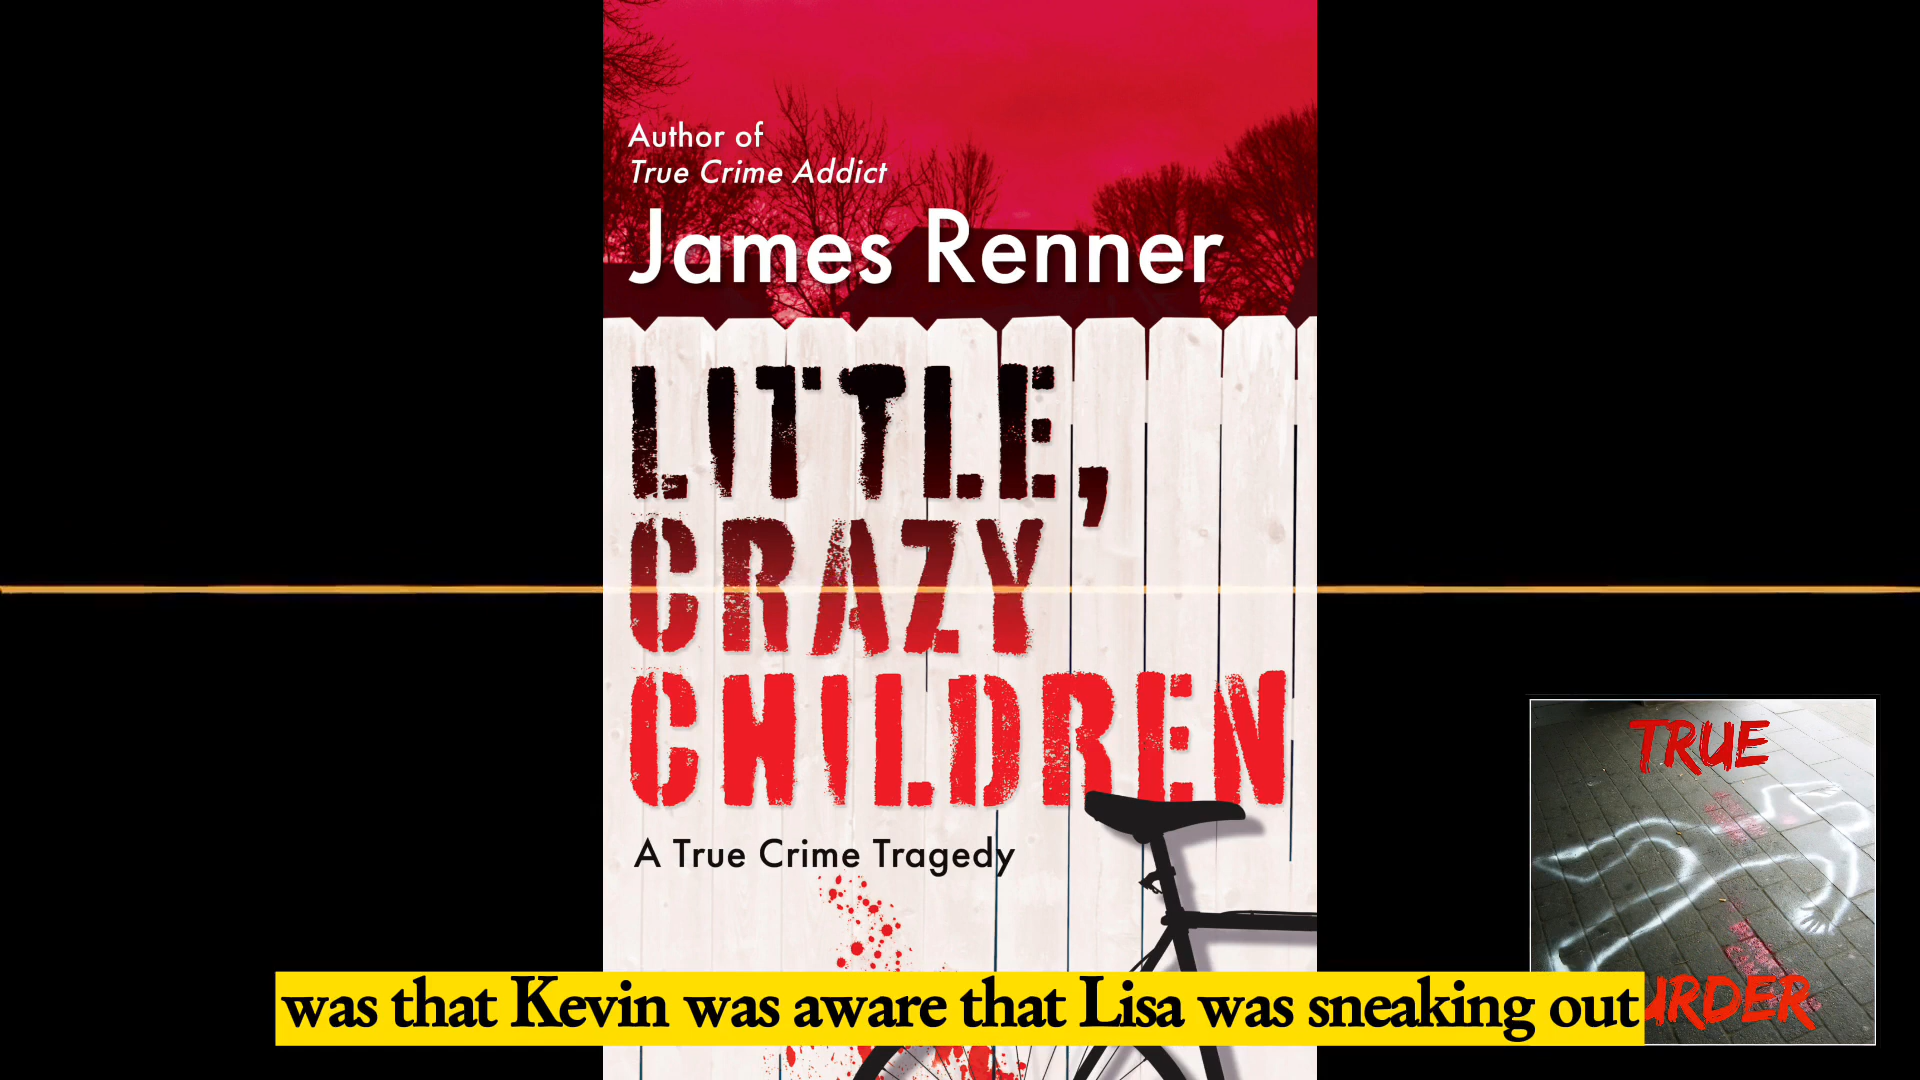 Author of
True Crime Addict
James Renner
LITTLE,
CRAZY
CHILDREN
A True Crime Tragedy
TRUE
was that Kevin was aware that Lisa was sneaking out